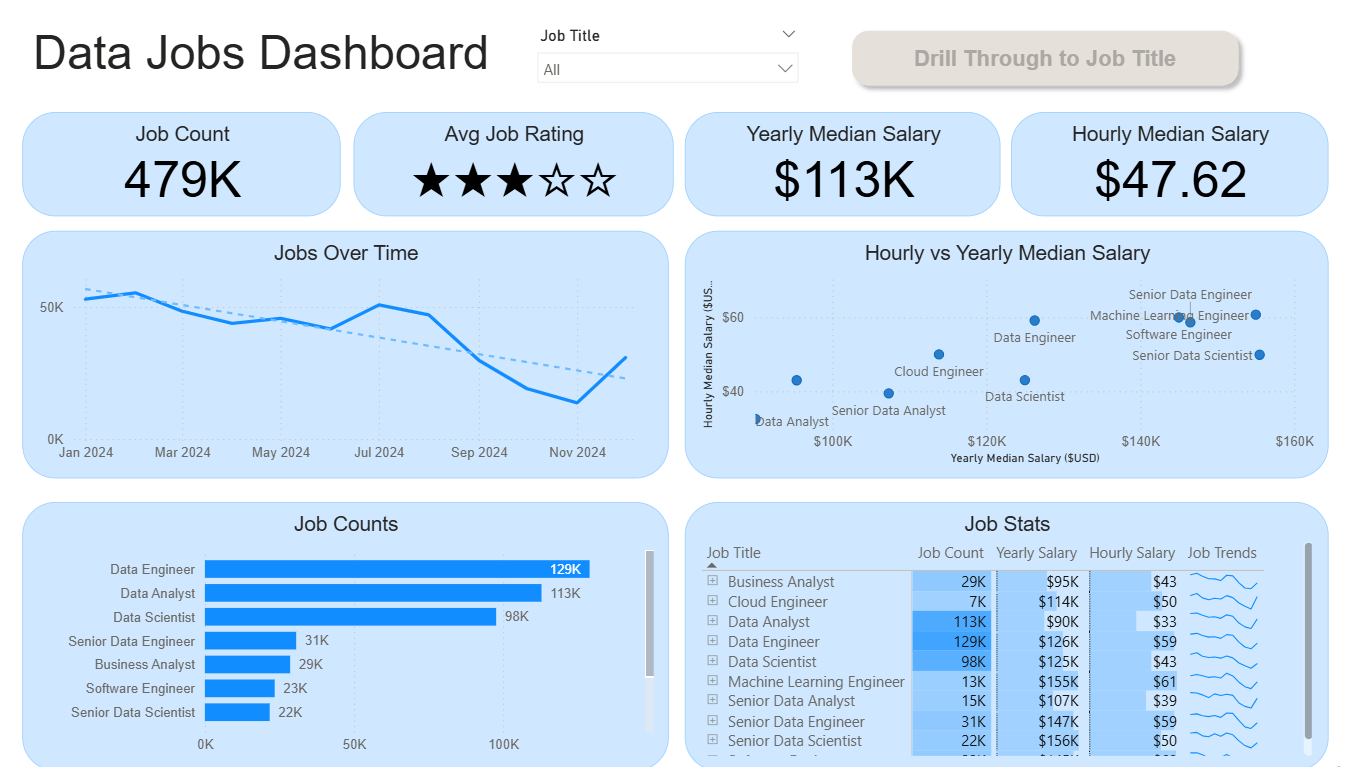 Data Jobs Dashboard
Job Title
All
Drill Through to Job Title
Job Count
479K
Avg Job Rating
★★★☆☆
Yearly Median Salary
$113K
Hourly Median Salary
$47.62
Jobs Over Time
50K
0K
Jan 2024 Mar 2024 May 2024 Jul 2024 Sep 2024 Nov 2024
Hourly vs Yearly Median Salary
Hourly Median Salary ($US...
$60
$40
Senior Data Engineer
Machine Learning Engineer
Software Engineer
Data Engineer
Senior Data Scientist
Cloud Engineer
Data Scientist
Senior Data Analyst
Data Analyst
$100K $120K $140K $160K
Yearly Median Salary ($USD)
Job Counts
Data Engineer 129K
Data Analyst 113K
Data Scientist 98K
Senior Data Engineer 31K
Business Analyst 29K
Software Engineer 23K
Senior Data Scientist 22K
0K 50K 100K
Job Stats
Job Title Job Count Yearly Salary Hourly Salary Job Trends
Business Analyst 29K $95K $43
Cloud Engineer 7K $114K $50
Data Analyst 113K $90K $33
Data Engineer 129K $126K $59
Data Scientist 98K $125K $43
Machine Learning Engineer 13K $155K $61
Senior Data Analyst 15K $107K $39
Senior Data Engineer 31K $147K $59
Senior Data Scientist 22K $156K $50